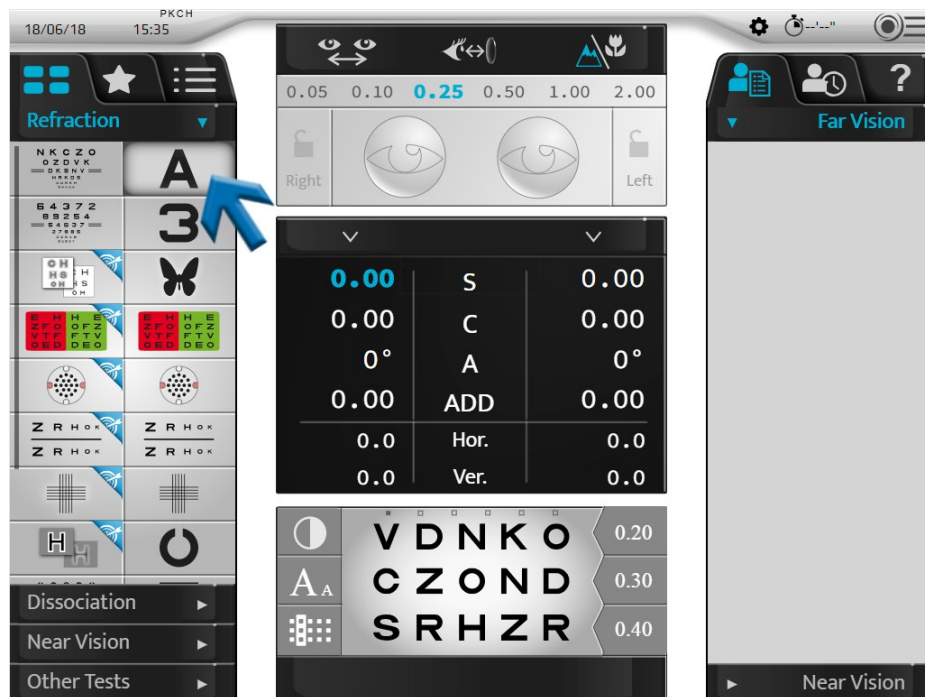 PKCH
18/06/18 15:35
--'--"
Refraction
N K C Z O
O Z D V K
D K S N V
A
6 4 3 7 2
8 9 2 5 4
3
E H
Z F O
V T F
O E D
H E
O F Z
F T V
D E O
E H
Z F O
V T F
O E D
H E
O F Z
F T V
D E O
Z R H O K
Z R H O K
Z R H O K
Z R H O K
H
H
Dissociation
Near Vision
Other Tests
0.05 0.10 0.25 0.50 1.00 2.00
Right Left
0.00 S 0.00
0.00 C 0.00
0° A 0°
0.00 ADD 0.00
0.0 Hor. 0.0
0.0 Ver. 0.0
V D N K O 0.20
A A C Z O N D 0.30
S R H Z R 0.40
?
Far Vision
Near Vision